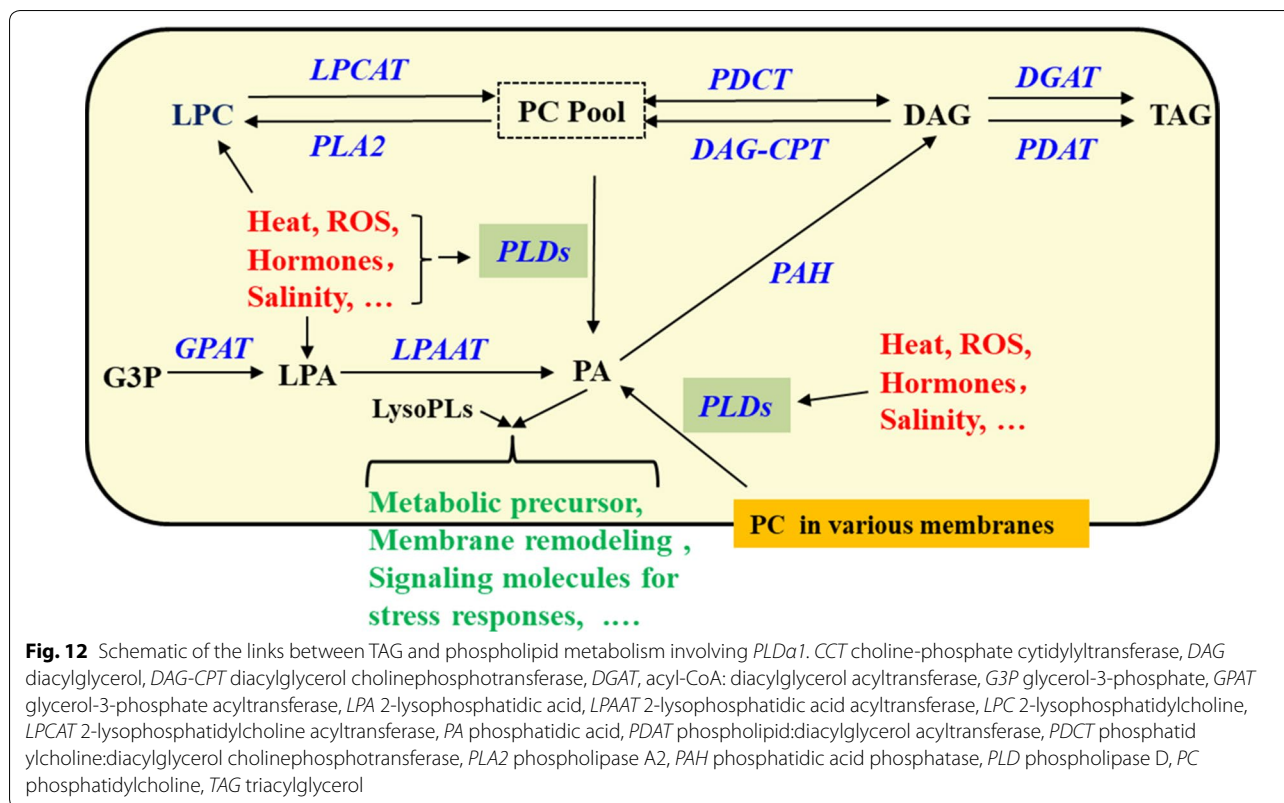 LPCAT
PDCT
DGAT
LPC
PC Pool
DAG
TAG
PLA2
DAG-CPT
PDAT
Heat, ROS,
Hormones，
Salinity, …
PLDs
PAH
GPAT
LPAAT
G3P
LPA
PA
Heat, ROS,
Hormones，
Salinity, …
LysoPLs
PLDs
Metabolic precursor,
Membrane remodeling ,
Signaling molecules for
stress responses, ….
PC in various membranes
Fig. 12 Schematic of the links between TAG and phospholipid metabolism involving PLDα1. CCT choline-phosphate cytidylyltransferase, DAG
diacylglycerol, DAG-CPT diacylglycerol cholinephosphotransferase, DGAT, acyl-CoA: diacylglycerol acyltransferase, G3P glycerol-3-phosphate, GPAT
glycerol-3-phosphate acyltransferase, LPA 2-lysophosphatidic acid, LPAAT 2-lysophosphatidic acid acyltransferase, LPC 2-lysophosphatidylcholine,
LPCAT 2-lysophosphatidylcholine acyltransferase, PA phosphatidic acid, PDAT phospholipid:diacylglycerol acyltransferase, PDCT phosphatid
ylcholine:diacylglycerol cholinephosphotransferase, PLA2 phospholipase A2, PAH phosphatidic acid phosphatase, PLD phospholipase D, PC
phosphatidylcholine, TAG triacylglycerol